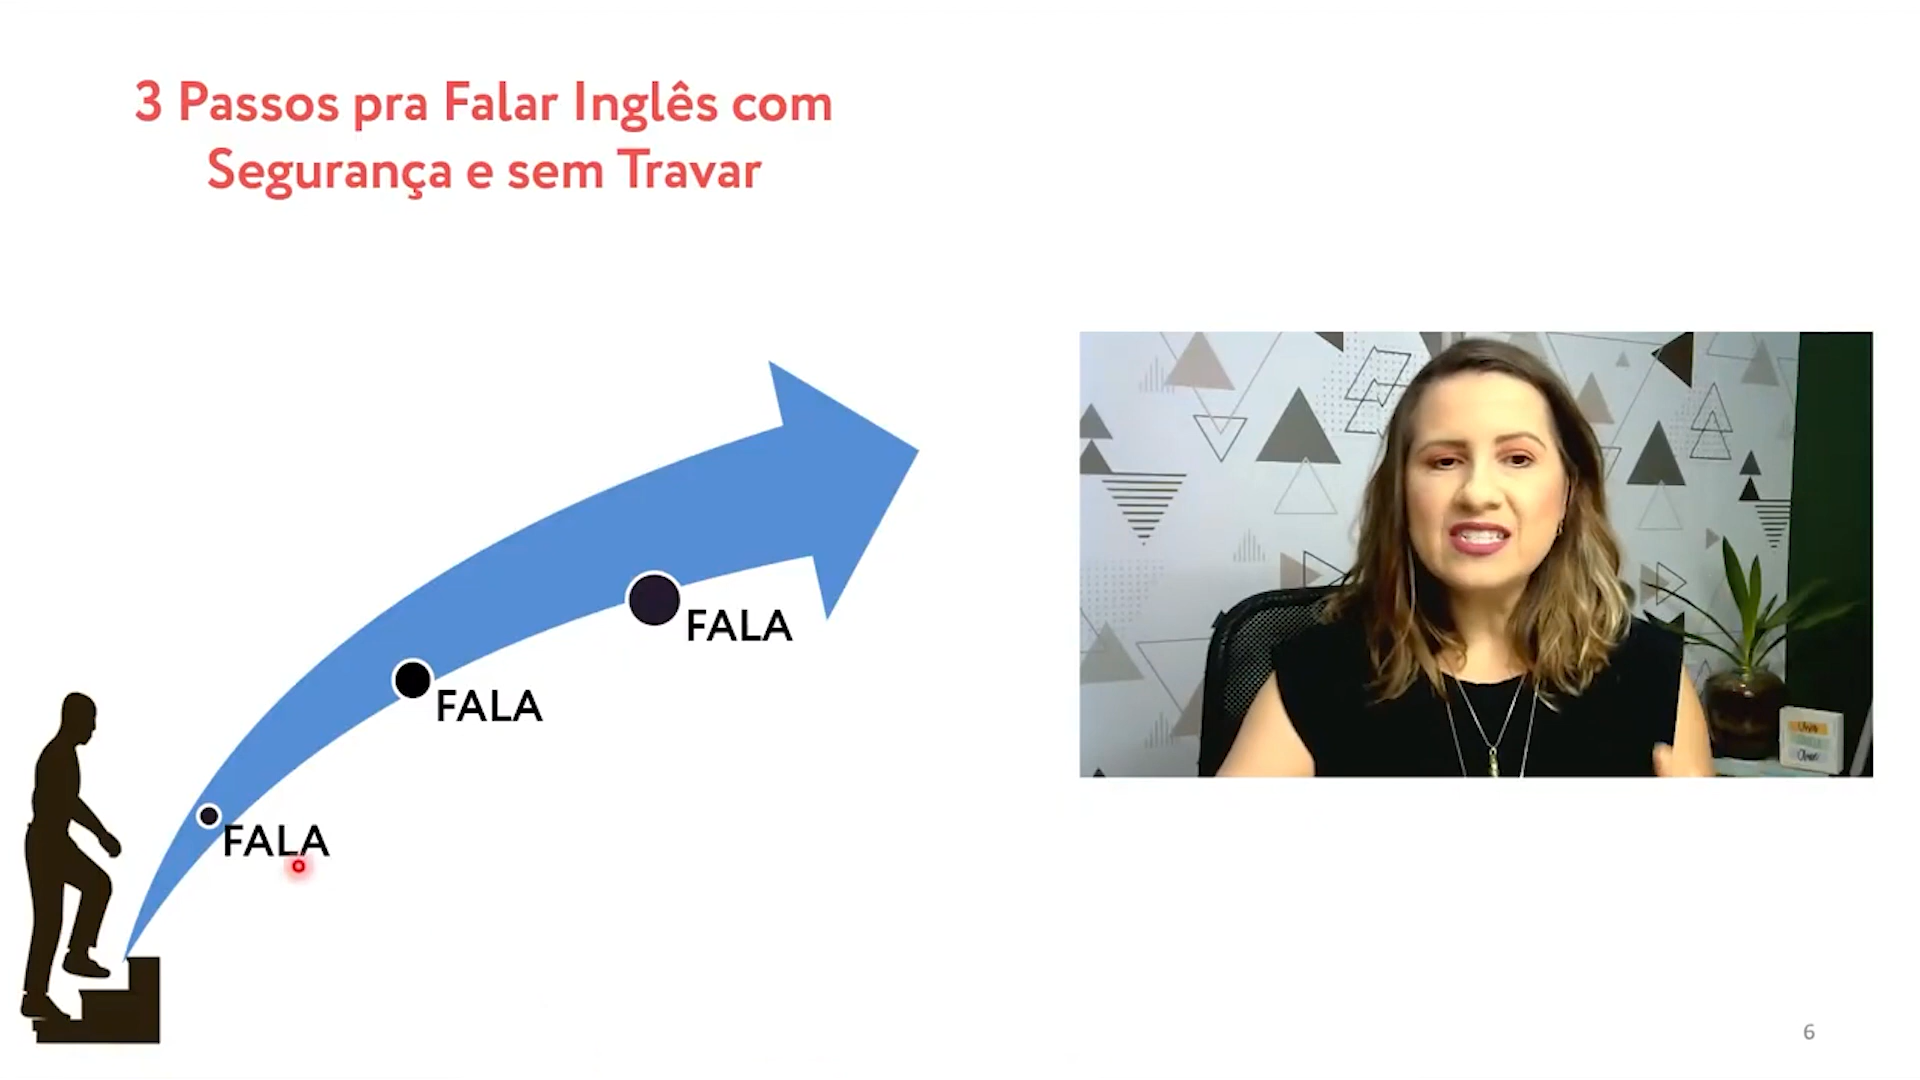 3 Passos pra Falar Inglês com
Segurança e sem Travar
FALA
FALA
FALA
6